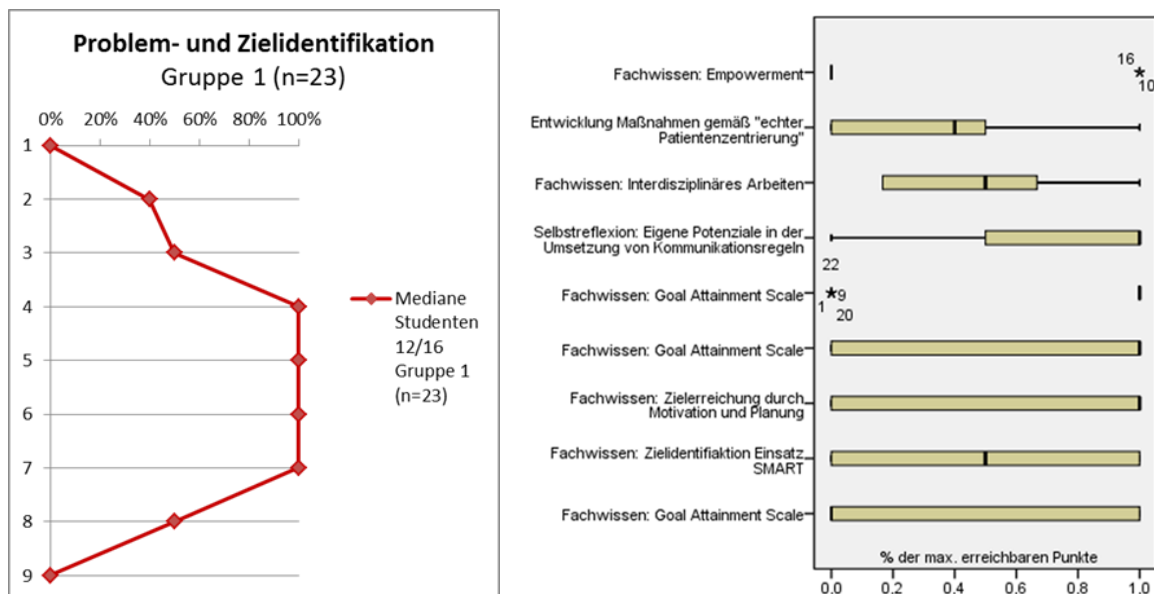 Problem- und Zielidentifikation
Gruppe 1 (n=23)
0% 20% 40% 60% 80% 100%
1
2
3
4
5
6
7
8
9
Mediane
Studenten
12/16
Gruppe 1
(n=23)
Fachwissen: Empowerment
Entwicklung Maßnahmen gemäß "echter
Patientenzentrierung"
Fachwissen: Interdisziplinäres Arbeiten
Selbstreflexion: Eigene Potenziale in der
Umsetzung von Kommunikationsregeln
Fachwissen: Goal Attainment Scale
Fachwissen: Goal Attainment Scale
Fachwissen: Zielerreichung durch
Motivation und Planung
Fachwissen: Zielidentifiaktion Einsatz
SMART
Fachwissen: Goal Attainment Scale
16
10
22
9
1
20
% der max. erreichbaren Punkte
0.0 0.2 0.4 0.6 0.8 1.0